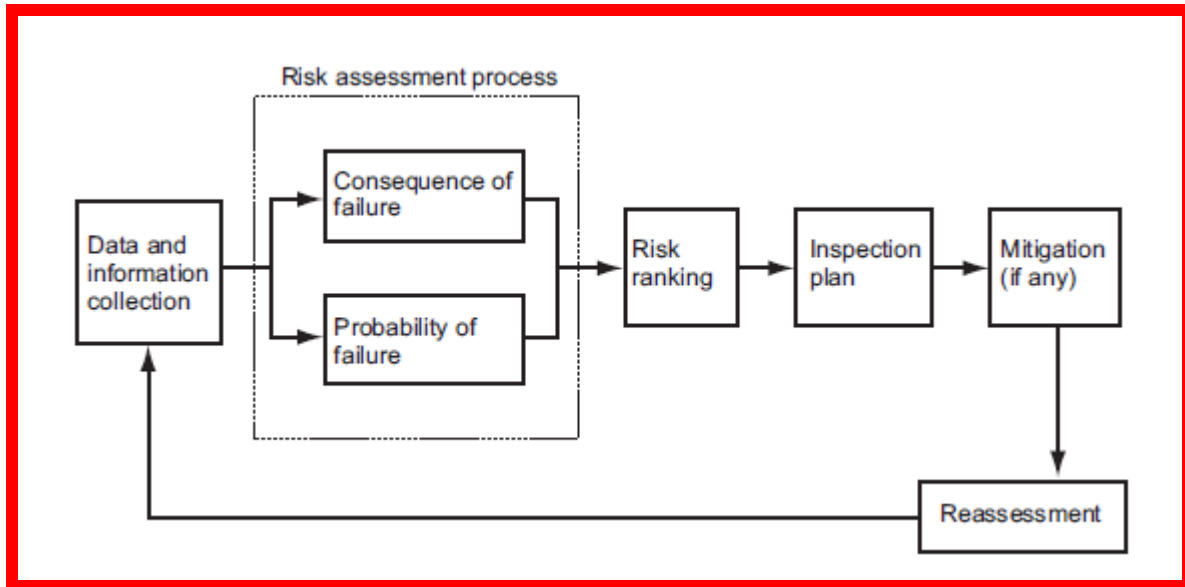 Risk assessment process
Consequence of
failure
Data and
information
collection
Probability of
failure
Risk
ranking
Inspection
plan
Mitigation
(if any)
Reassessment